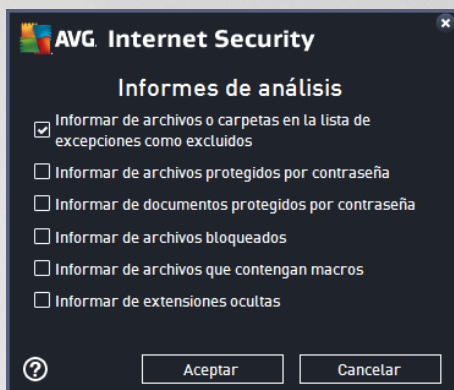 AVG Internet Security
Informes de análisis
Informar de archivos o carpetas en la lista de
excepciones como excluidos
Informar de archivos protegidos por contraseña
Informar de documentos protegidos por contraseña
Informar de archivos bloqueados
Informar de archivos que contengan macros
Informar de extensiones ocultas
? Aceptar Cancelar